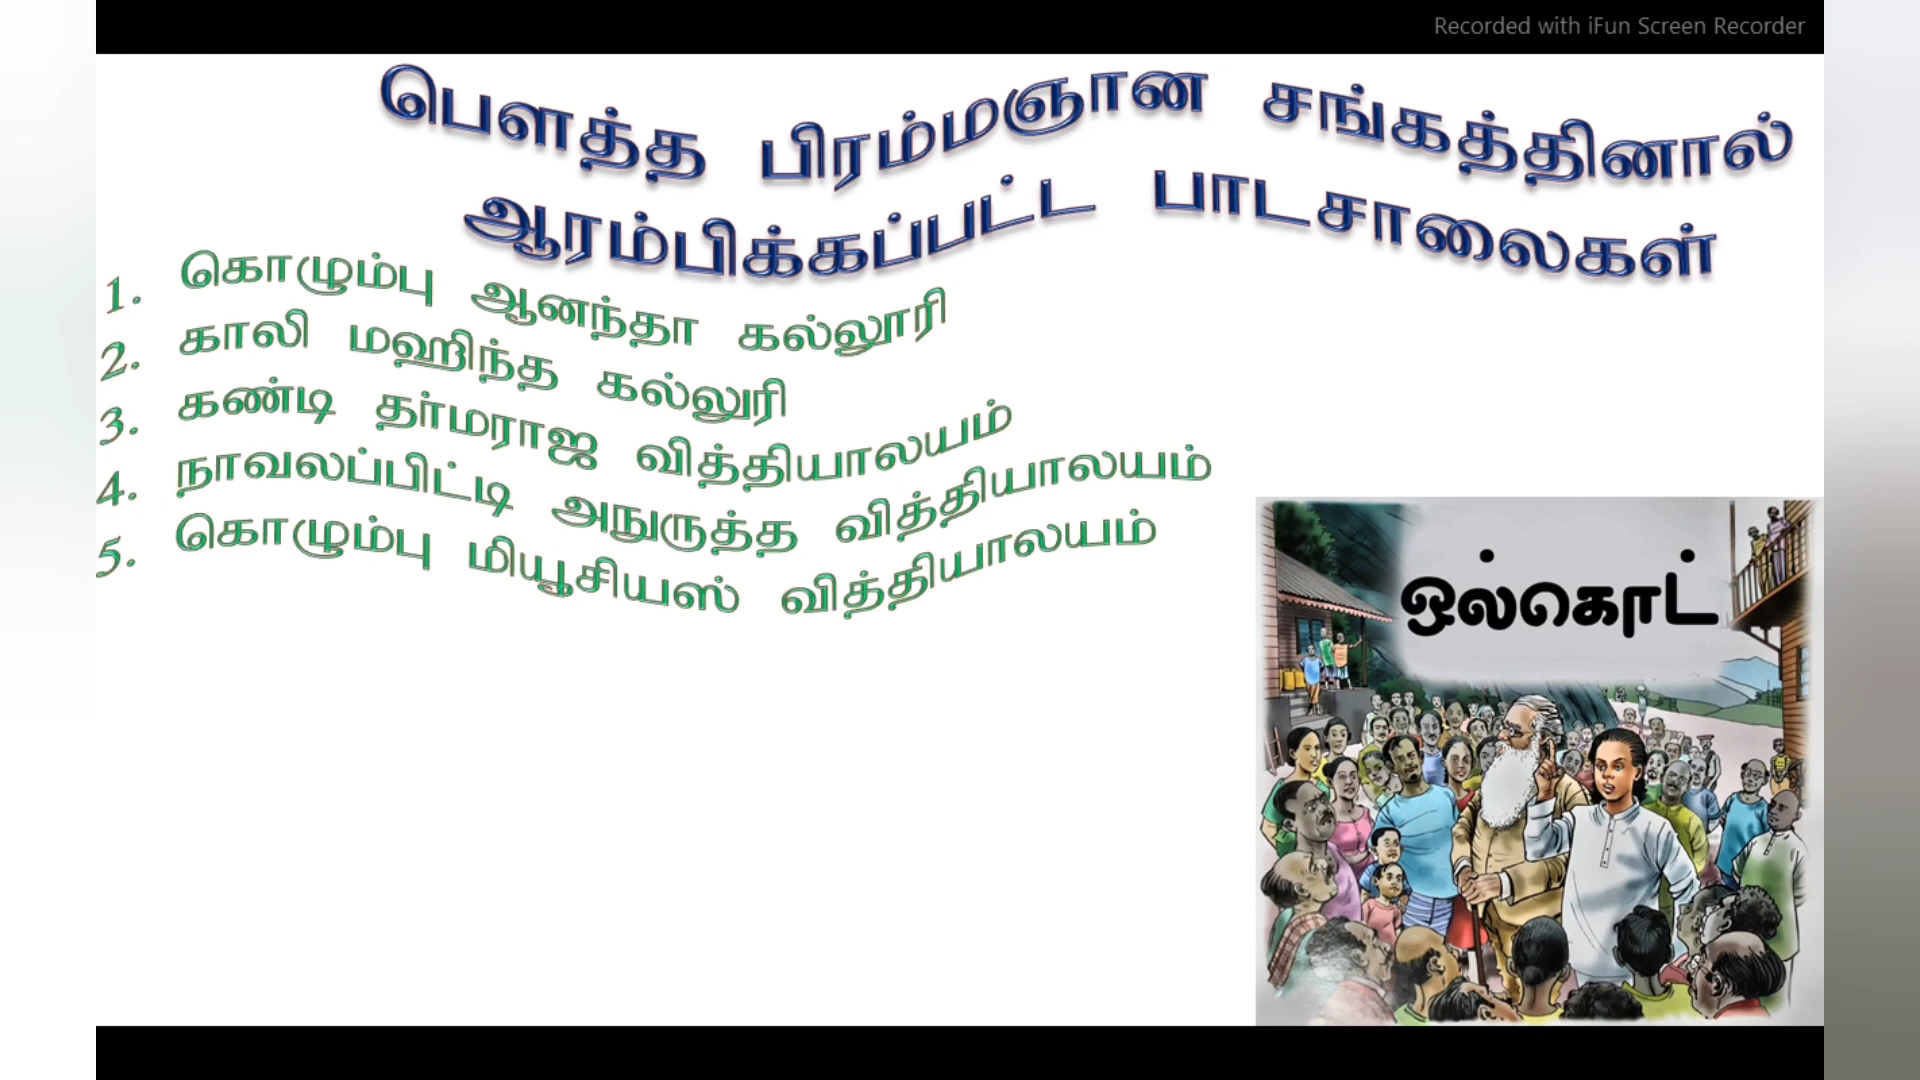 Recorded with iFun Screen Recorder
பௌத்த பிரம்மஞான சங்கத்தினால்
ஆரம்பிக்கப்பட்ட பாடசாலைகள்
1. கொழும்பு ஆனந்தா கல்லூரி
2. காலி மஹிந்த கல்லுரி
3. கண்டி தர்மராஜ வித்தியாலயம்
4. நாவலப்பிட்டி அநுருத்த வித்தியாலயம்
5. கொழும்பு மியூசியஸ் வித்தியாலயம்
ஒல்கொட்